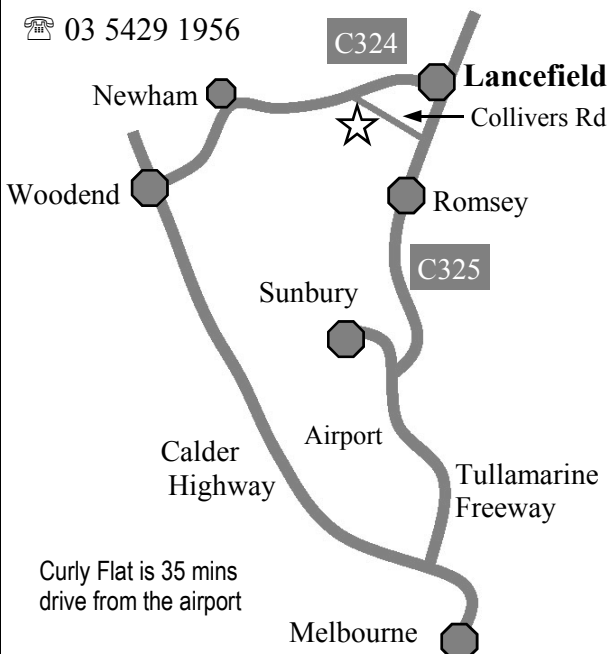 ☎ 03 5429 1956
C324
Lancefield
Newham
Collivers Rd
Woodend
Romsey
C325
Sunbury
Airport
Calder
Highway
Tullamarine
Freeway
Curly Flat is 35 mins
drive from the airport
Melbourne